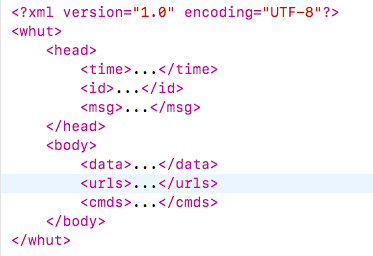 <?xml version="1.0" encoding="UTF-8"?>
<whut>
    <head>
        <time>...</time>
        <id>...</id>
        <msg>...</msg>
    </head>
    <body>
        <data>...</data>
        <urls>...</urls>
        <cmds>...</cmds>
    </body>
</whut>